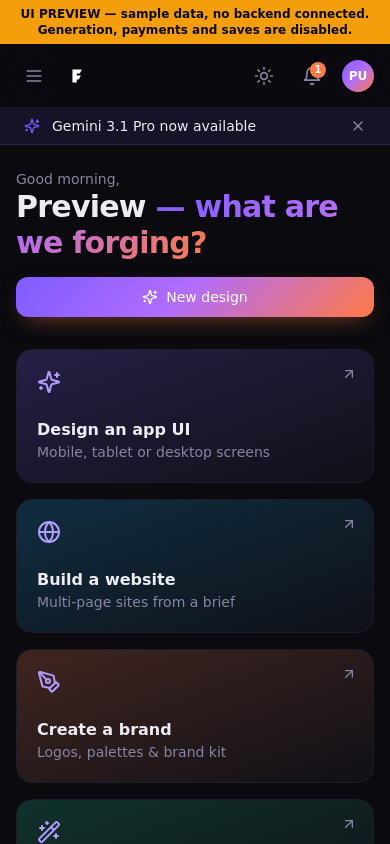 UI PREVIEW — sample data, no backend connected.
Generation, payments and saves are disabled.
F
1
PU
Gemini 3.1 Pro now available
Good morning,
Preview — what are
we forging?
New design
Design an app UI
Mobile, tablet or desktop screens
Build a website
Multi-page sites from a brief
Create a brand
Logos, palettes & brand kit